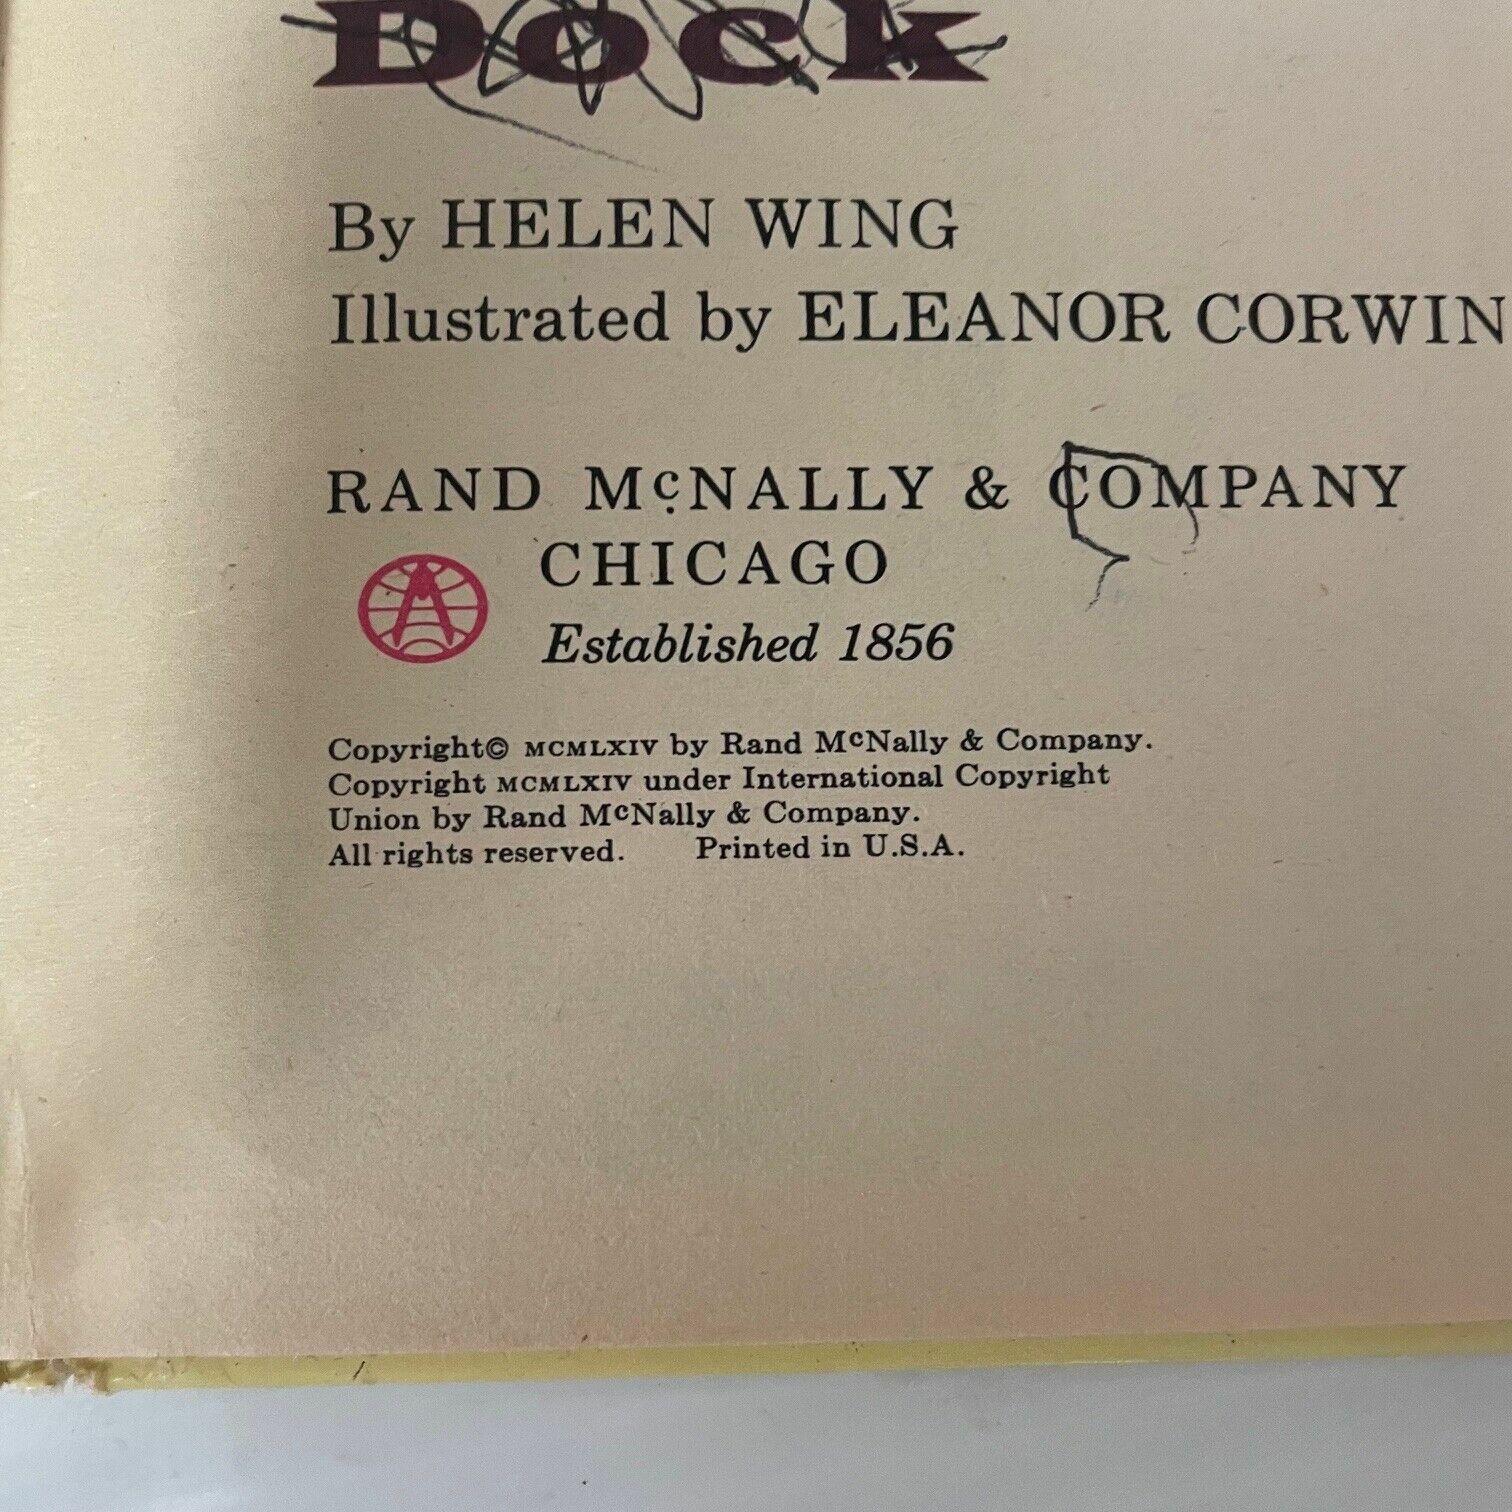 Dock
By HELEN WING
Illustrated by ELEANOR CORWIN
RAND McNALLY & COMPANY
CHICAGO
Established 1856
Copyright© MCMLXIV by Rand McNally & Company.
Copyright MCMLXIV under International Copyright
Union by Rand McNally & Company.
All rights reserved. Printed in U.S.A.